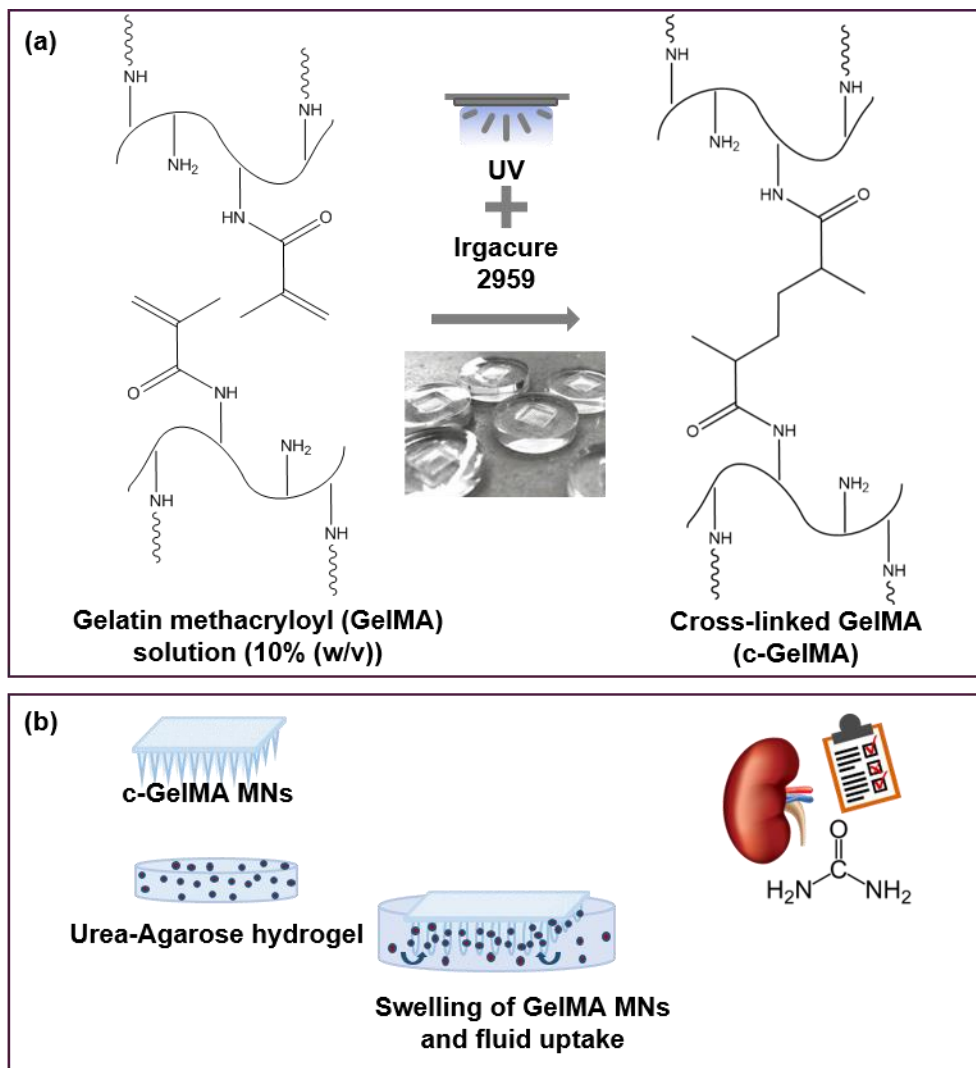 (a)
NH
NH
NH₂
HN
O
O
NH
NH₂
NH
NH
Gelatin methacryloyl (GelMA)
solution (10% (w/v))
UV
Irgacure
2959
NH
NH
NH₂
HN
O
O
NH
NH₂
NH
NH
Cross-linked GelMA
(c-GelMA)
(b)
c-GelMA MNs
Urea-Agarose hydrogel
Swelling of GelMA MNs
and fluid uptake
O
H₂N NH₂